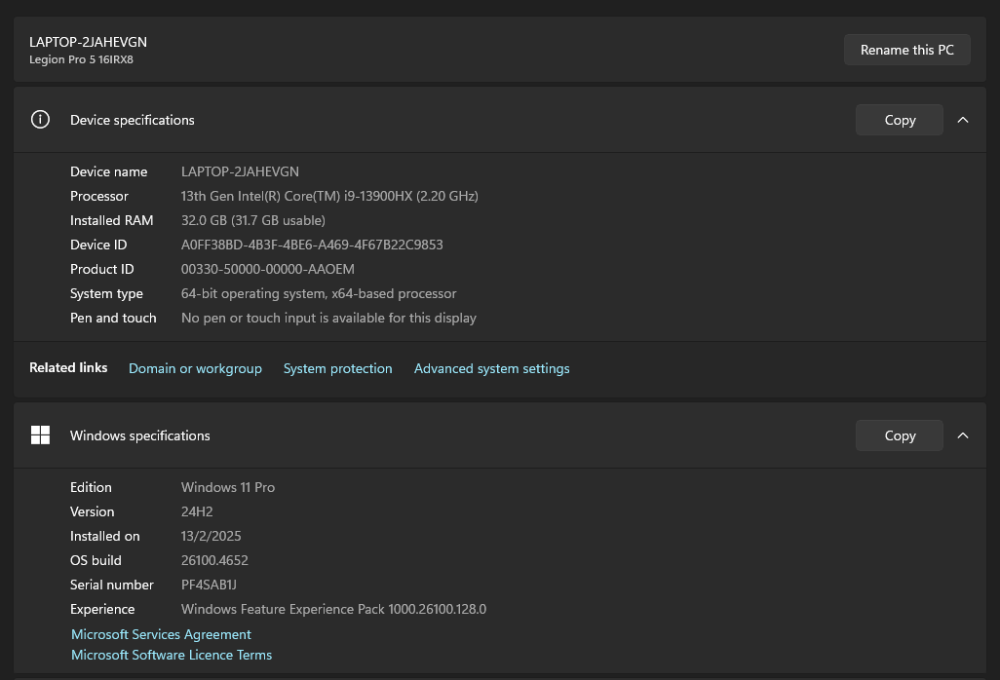 LAPTOP-2JAHEVGN
Legion Pro 5 16IRX8
Rename this PC
Device specifications
Copy
Device name LAPTOP-2JAHEVGN
Processor 13th Gen Intel(R) Core(TM) i9-13900HX (2.20 GHz)
Installed RAM 32.0 GB (31.7 GB usable)
Device ID A0FF38BD-4B3F-4BE6-A469-4F67B22C9853
Product ID 00330-50000-00000-AAOEM
System type 64-bit operating system, x64-based processor
Pen and touch No pen or touch input is available for this display
Related links Domain or workgroup System protection Advanced system settings
Windows specifications
Copy
Edition Windows 11 Pro
Version 24H2
Installed on 13/2/2025
OS build 26100.4652
Serial number PF4SAB1J
Experience Windows Feature Experience Pack 1000.26100.128.0
Microsoft Services Agreement
Microsoft Software Licence Terms